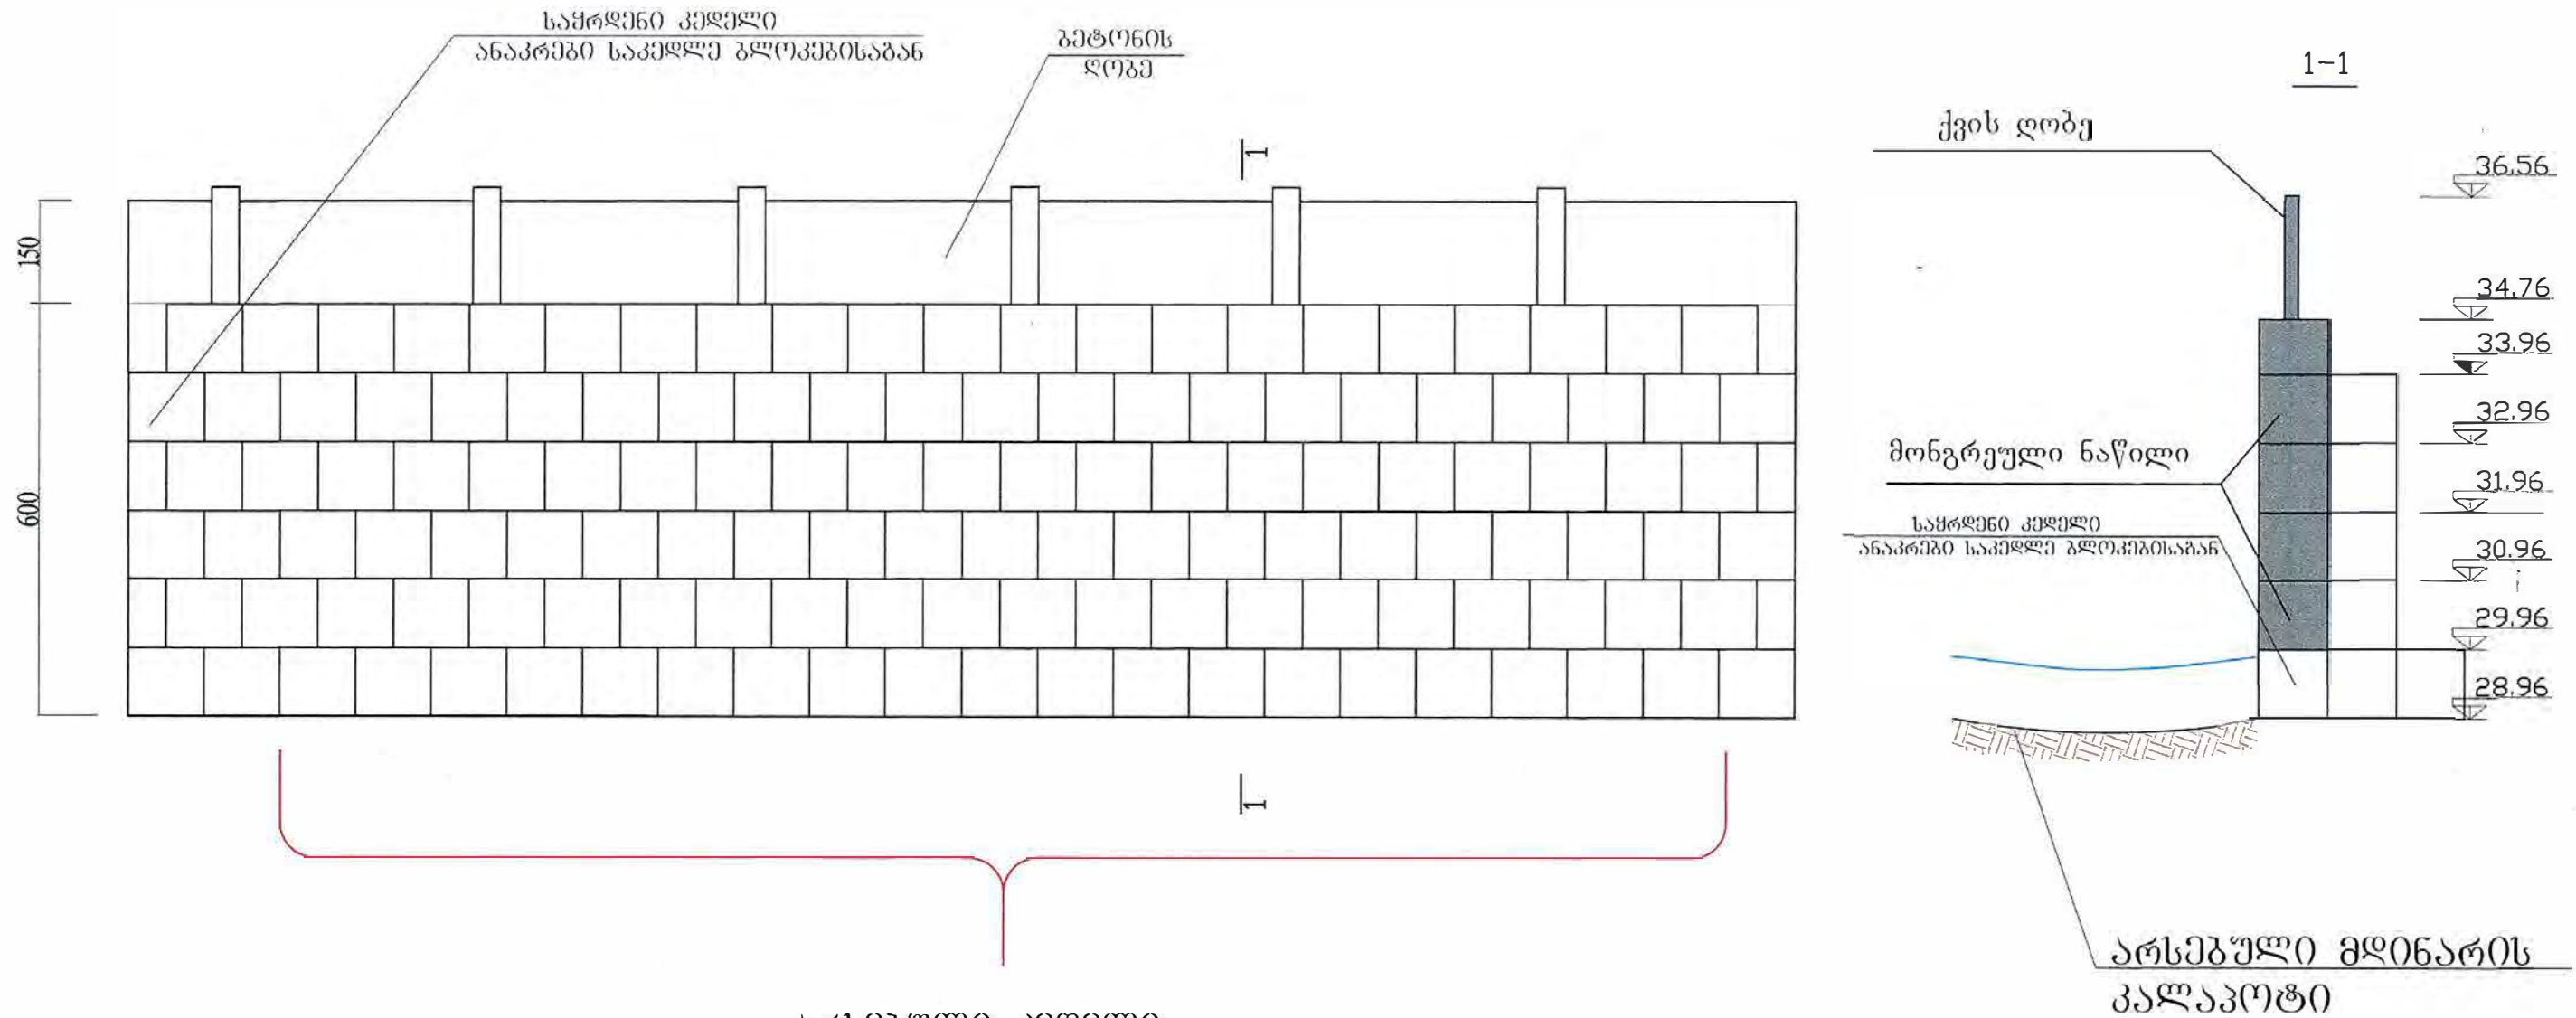 საყრდენი კედელი
ანაკრები საკედლე ბლოკებისაგან
ბეტონის
ღობე
1
150
600
1
1-1
ქვის ღობე
36.56
34.76
33.96
32.96
მონგრეული ნაწილი
31.96
საყრდენი კედელი
ანაკრები საკედლე ბლოკებისაგან
30.96
29.96
28.96
არსებული მდინარის
კალაპოტი